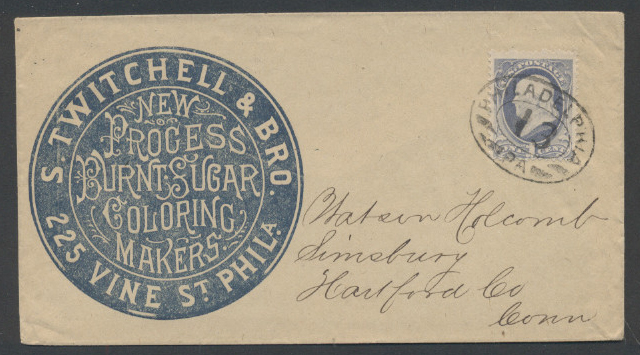 S. TWITCHELL & BRO.
NEW
PROCESS
BURNT SUGAR
COLORING
MAKERS.
225 VINE ST. PHILA.
PHILADELPHIA
PA
Watson Holcomb
Simsbury
Hartford Co
Conn